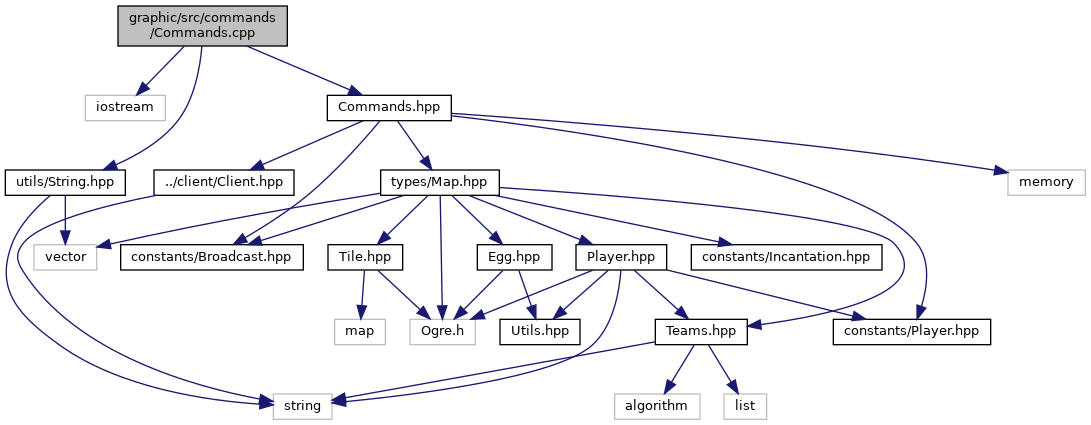 graphic/src/commands
/Commands.cpp
iostream
Commands.hpp
utils/String.hpp
../client/Client.hpp
types/Map.hpp
memory
vector
constants/Broadcast.hpp
Tile.hpp
Egg.hpp
Player.hpp
constants/Incantation.hpp
map
Ogre.h
Utils.hpp
Teams.hpp
constants/Player.hpp
string
algorithm
list